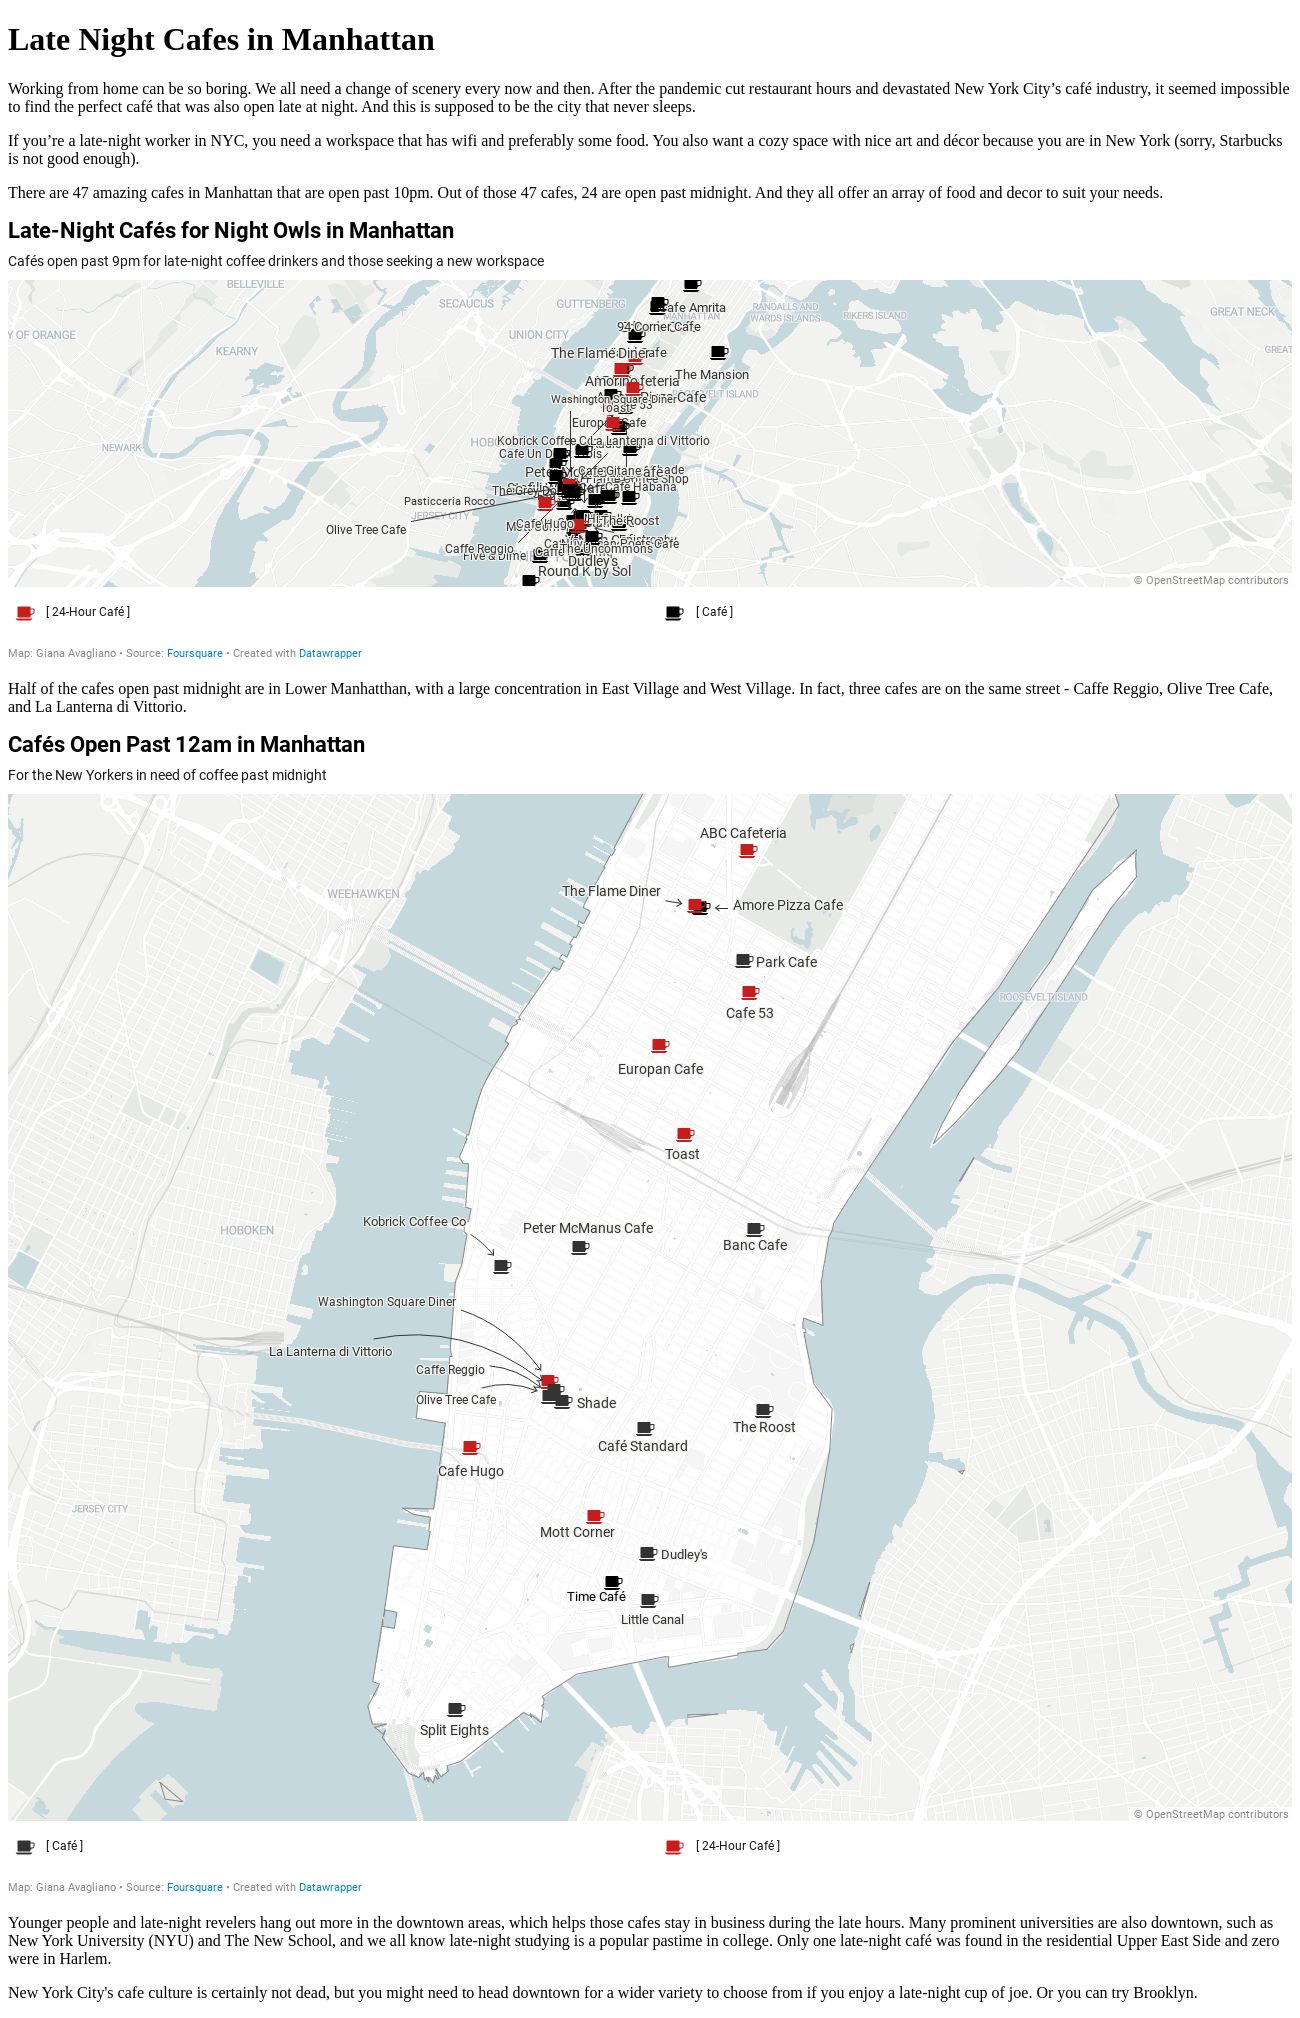 Late Night Cafes in Manhattan
Working from home can be so boring. We all need a change of scenery every now and then. After the pandemic cut restaurant hours and devastated New York City’s café industry, it seemed impossible
to find the perfect café that was also open late at night. And this is supposed to be the city that never sleeps.
If you’re a late-night worker in NYC, you need a workspace that has wifi and preferably some food. You also want a cozy space with nice art and décor because you are in New York (sorry, Starbucks
is not good enough).
There are 47 amazing cafes in Manhattan that are open past 10pm. Out of those 47 cafes, 24 are open past midnight. And they all offer an array of food and decor to suit your needs.
Late-Night Cafés for Night Owls in Manhattan
Cafés open past 9pm for late-night coffee drinkers and those seeking a new workspace
BELLEVILLE
SECAUCUS
GUTTENBERG
Cafe Amrita
MANHATTAN
RANDALLS AND
WARDS ISLANDS
RIKERS ISLAND
GREAT NECK
94 Corner Cafe
Y OF ORANGE
UNION CITY
KEARNY
The Flame Diner
The Mansion
Amorino
ROOSEVELT ISLAND
Washington Square Diner
Toast
Europan Cafe
NEWARK
Kobrick Coffee Co
La Lanterna di Vittorio
Cafe Gitane
Cafe Habana
Pasticceria Rocco
JERSEY CITY
Olive Tree Cafe
Cafe Hugo
The Roost
Caffe Reggio
Five & Dime
The Uncommons
Dudley's
Round K by Sol
© OpenStreetMap contributors
[ 24-Hour Café ]
[ Café ]
Map: Giana Avagliano • Source: Foursquare • Created with Datawrapper
Half of the cafes open past midnight are in Lower Manhatthan, with a large concentration in East Village and West Village. In fact, three cafes are on the same street - Caffe Reggio, Olive Tree Cafe,
and La Lanterna di Vittorio.
Cafés Open Past 12am in Manhattan
For the New Yorkers in need of coffee past midnight
ABC Cafeteria
WEEHAWKEN
The Flame Diner
Amore Pizza Cafe
Park Cafe
ROOSEVELT ISLAND
Cafe 53
Europan Cafe
Toast
Kobrick Coffee Co
Peter McManus Cafe
HOBOKEN
Banc Cafe
Washington Square Diner
La Lanterna di Vittorio
Caffe Reggio
Olive Tree Cafe
Shade
The Roost
Café Standard
Cafe Hugo
JERSEY CITY
Mott Corner
Dudley's
Time Café
Little Canal
Split Eights
© OpenStreetMap contributors
[ Café ]
[ 24-Hour Café ]
Map: Giana Avagliano • Source: Foursquare • Created with Datawrapper
Younger people and late-night revelers hang out more in the downtown areas, which helps those cafes stay in business during the late hours. Many prominent universities are also downtown, such as
New York University (NYU) and The New School, and we all know late-night studying is a popular pastime in college. Only one late-night café was found in the residential Upper East Side and zero
were in Harlem.
New York City's cafe culture is certainly not dead, but you might need to head downtown for a wider variety to choose from if you enjoy a late-night cup of joe. Or you can try Brooklyn.